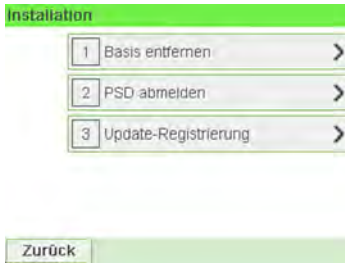 Installation
1 Basis entfernen
2 PSD abmelden
3 Update-Registrierung
Zurück